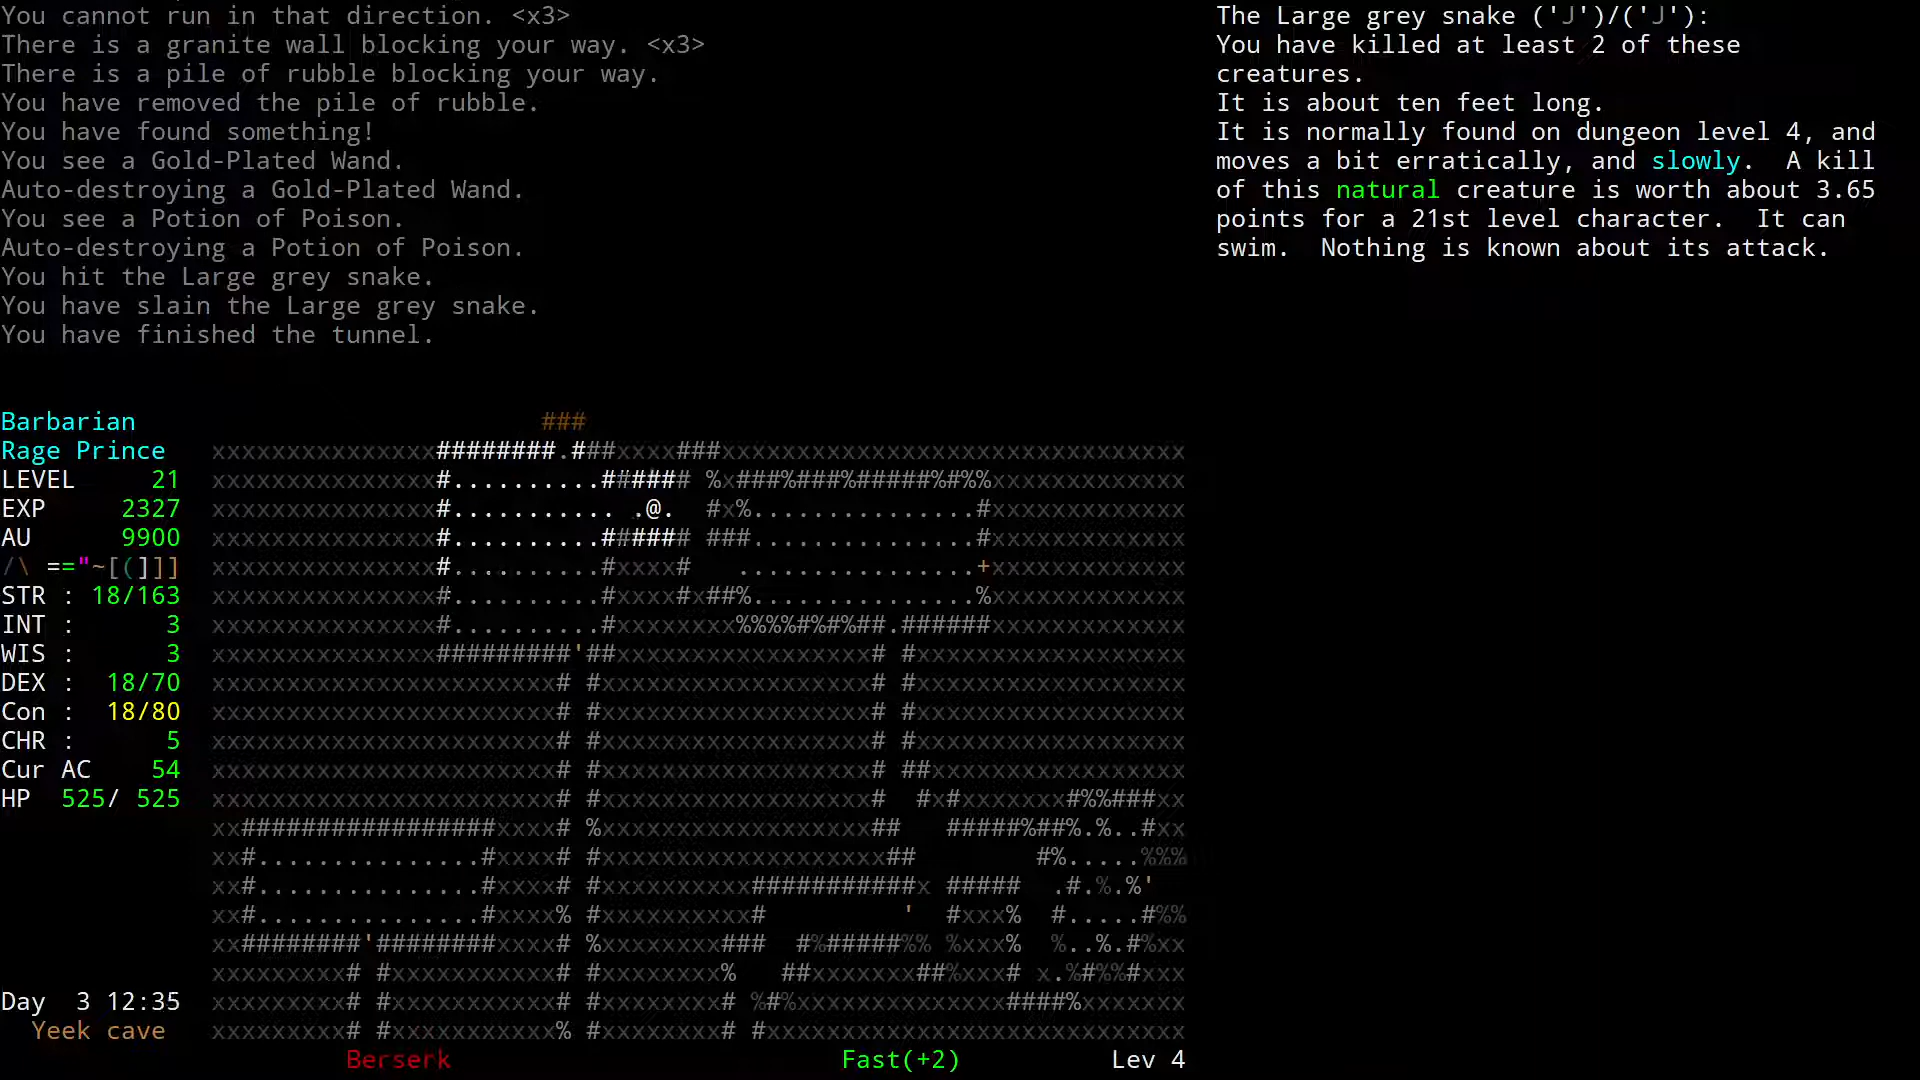 You cannot run in that direction. <x3>
There is a granite wall blocking your way. <x3>
There is a pile of rubble blocking your way.
You have removed the pile of rubble.
You have found something!
You see a Gold-Plated Wand.
Auto-destroying a Gold-Plated Wand.
You see a Potion of Poison.
Auto-destroying a Potion of Poison.
You hit the Large grey snake.
You have slain the Large grey snake.
You have finished the tunnel.
The Large grey snake ('J')/('J'):
You have killed at least 2 of these
creatures.
It is about ten feet long.
It is normally found on dungeon level 4, and
moves a bit erratically, and slowly.  A kill
of this natural creature is worth about 3.65
points for a 21st level character.  It can
swim.  Nothing is known about its attack.
Barbarian
Rage Prince
LEVEL 21
EXP 2327
AU 9900
/\ =="~[(]]]
STR : 18/163
INT : 3
WIS : 3
DEX : 18/70
Con : 18/80
CHR : 5
Cur AC 54
HP 525/ 525
Day 3 12:35
Yeek cave
Berserk
Fast(+2)
Lev 4